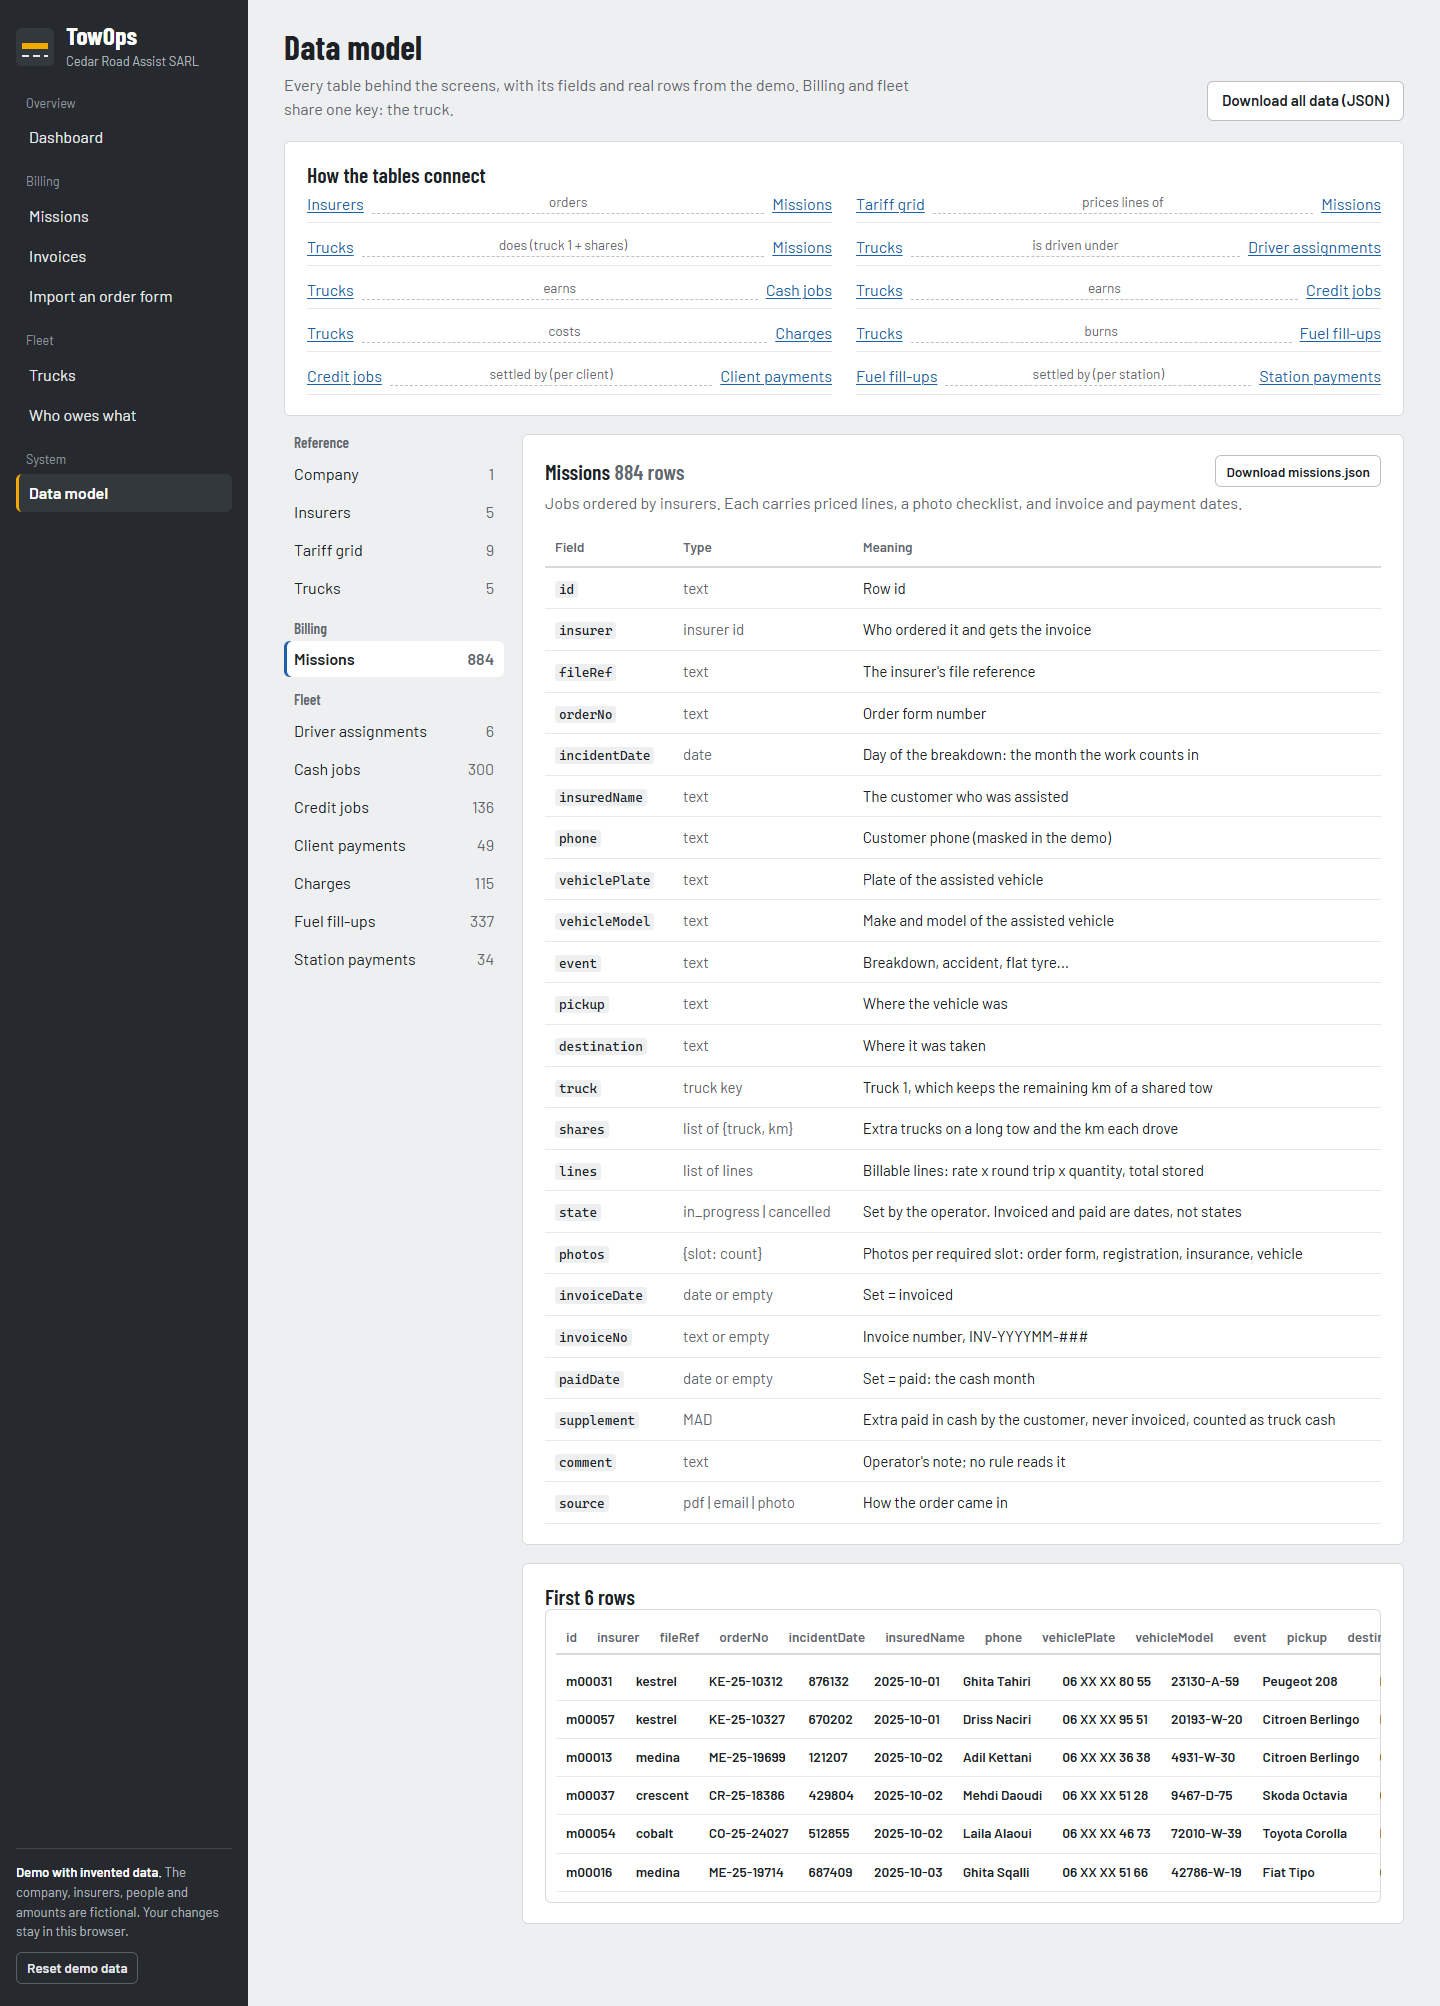 TowOps
Cedar Road Assist SARL
Overview
Dashboard
Billing
Missions
Invoices
Import an order form
Fleet
Trucks
Who owes what
System
Data model
Demo with invented data. The
company, insurers, people and
amounts are fictional. Your changes
stay in this browser.
Reset demo data
Data model
Every table behind the screens, with its fields and real rows from the demo. Billing and fleet
share one key: the truck.
Download all data (JSON)
How the tables connect
Insurers orders Missions
Tariff grid prices lines of Missions
Trucks does (truck 1 + shares) Missions
Trucks is driven under Driver assignments
Trucks earns Cash jobs
Trucks earns Credit jobs
Trucks costs Charges
Trucks burns Fuel fill-ups
Credit jobs settled by (per client) Client payments
Fuel fill-ups settled by (per station) Station payments
Reference
Company 1
Insurers 5
Tariff grid 9
Trucks 5
Billing
Missions 884
Fleet
Driver assignments 6
Cash jobs 300
Credit jobs 136
Client payments 49
Charges 115
Fuel fill-ups 337
Station payments 34
Missions 884 rows
Download missions.json
Jobs ordered by insurers. Each carries priced lines, a photo checklist, and invoice and payment dates.
Field Type Meaning
id text Row id
insurer insurer id Who ordered it and gets the invoice
fileRef text The insurer's file reference
orderNo text Order form number
incidentDate date Day of the breakdown: the month the work counts in
insuredName text The customer who was assisted
phone text Customer phone (masked in the demo)
vehiclePlate text Plate of the assisted vehicle
vehicleModel text Make and model of the assisted vehicle
event text Breakdown, accident, flat tyre...
pickup text Where the vehicle was
destination text Where it was taken
truck truck key Truck 1, which keeps the remaining km of a shared tow
shares list of {truck, km} Extra trucks on a long tow and the km each drove
lines list of lines Billable lines: rate x round trip x quantity, total stored
state in_progress | cancelled Set by the operator. Invoiced and paid are dates, not states
photos {slot: count} Photos per required slot: order form, registration, insurance, vehicle
invoiceDate date or empty Set = invoiced
invoiceNo text or empty Invoice number, INV-YYYYMM-###
paidDate date or empty Set = paid: the cash month
supplement MAD Extra paid in cash by the customer, never invoiced, counted as truck cash
comment text Operator's note; no rule reads it
source pdf | email | photo How the order came in
First 6 rows
id insurer fileRef orderNo incidentDate insuredName phone vehiclePlate vehicleModel event pickup destin
m00031 kestrel KE-25-10312 876132 2025-10-01 Ghita Tahiri 06 XX XX 80 55 23130-A-59 Peugeot 208
m00057 kestrel KE-25-10327 670202 2025-10-01 Driss Naciri 06 XX XX 95 51 20193-W-20 Citroen Berlingo
m00013 medina ME-25-19699 121207 2025-10-02 Adil Kettani 06 XX XX 36 38 4931-W-30 Citroen Berlingo
m00037 crescent CR-25-18386 429804 2025-10-02 Mehdi Daoudi 06 XX XX 51 28 9467-D-75 Skoda Octavia
m00054 cobalt CO-25-24027 512855 2025-10-02 Laila Alaoui 06 XX XX 46 73 72010-W-39 Toyota Corolla
m00016 medina ME-25-19714 687409 2025-10-03 Ghita Sqalli 06 XX XX 51 66 42786-W-19 Fiat Tipo